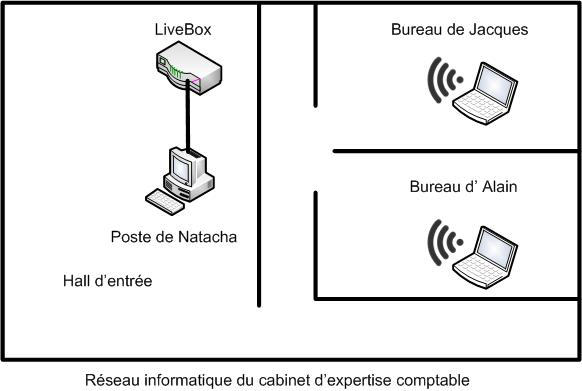 LiveBox
Bureau de Jacques
Bureau d' Alain
Poste de Natacha
Hall d'entrée
Réseau informatique du cabinet d'expertise comptable